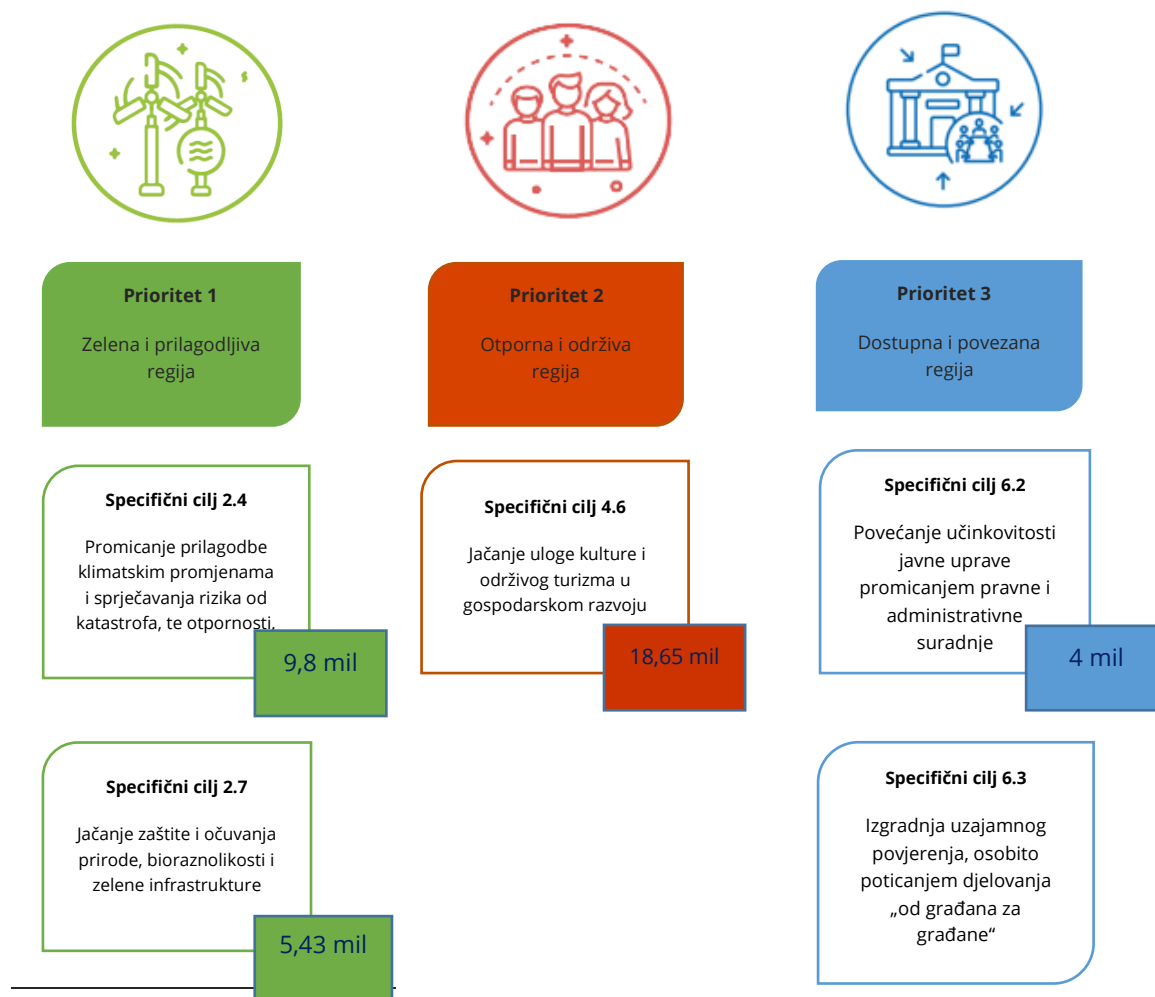 Prioritet 1
Zelena i prilagodljiva
regija
Prioritet 2
Otporna i održiva
regija
Prioritet 3
Dostupna i povezana
regija
Specifični cilj 2.4
Promicanje prilagodbe
klimatskim promjenama
i sprječavanja rizika od
katastrofa, te otpornosti,
9,8 mil
Specifični cilj 4.6
Jačanje uloge kulture i
održivog turizma u
gospodarskom razvoju
18,65 mil
Specifični cilj 6.2
Povećanje učinkovitosti
javne uprave
promicanjem pravne i
administrativne
suradnje
4 mil
Specifični cilj 2.7
Jačanje zaštite i očuvanja
prirode, bioraznolikosti i
zelene infrastrukture
5,43 mil
Specifični cilj 6.3
Izgradnja uzajamnog
povjerenja, osobito
poticanjem djelovanja
„od građana za
građane“